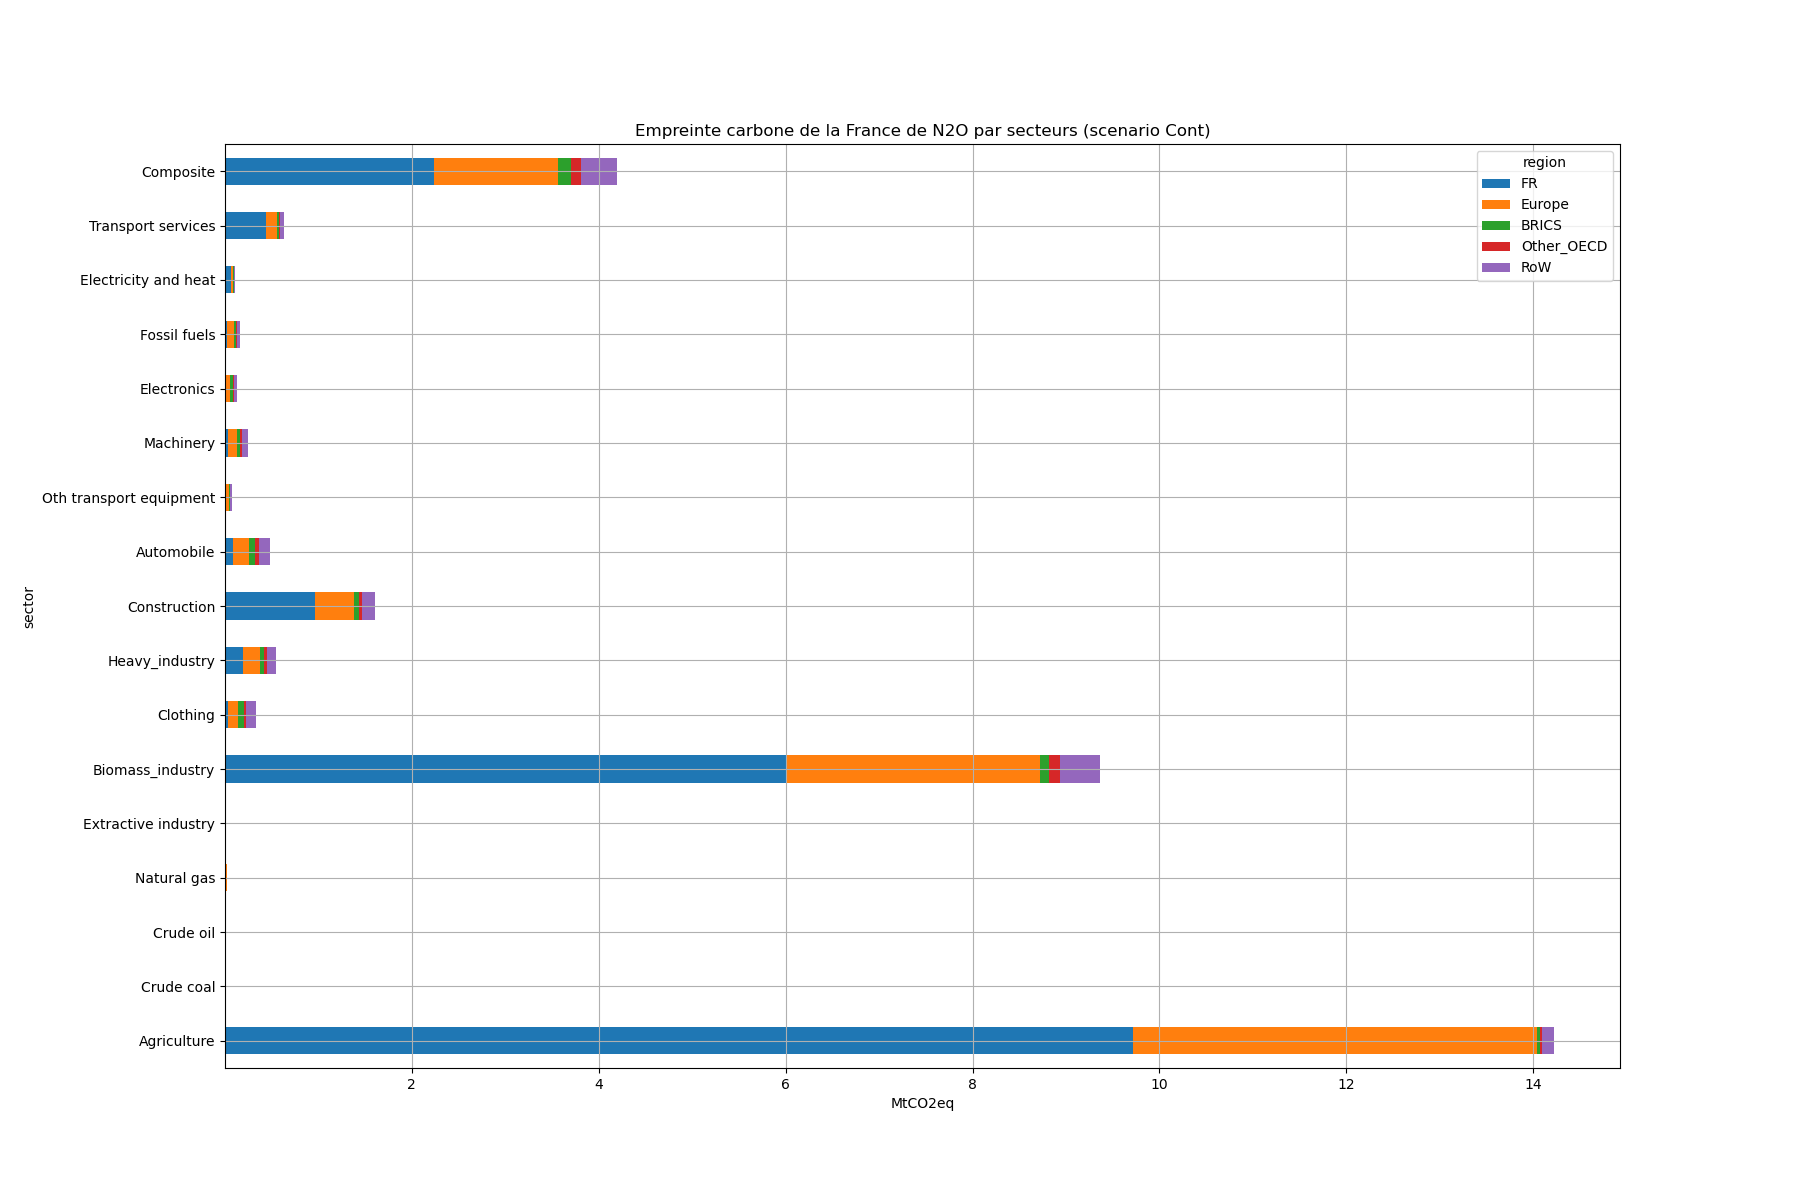 Empreinte carbone de la France de N2O par secteurs (scenario Cont)
region
FR
Europe
BRICS
Other_OECD
RoW
sector
Composite
Transport services
Electricity and heat
Fossil fuels
Electronics
Machinery
Oth transport equipment
Automobile
Construction
Heavy_industry
Clothing
Biomass_industry
Extractive industry
Natural gas
Crude oil
Crude coal
Agriculture
2 4 6 8 10 12 14
MtCO2eq